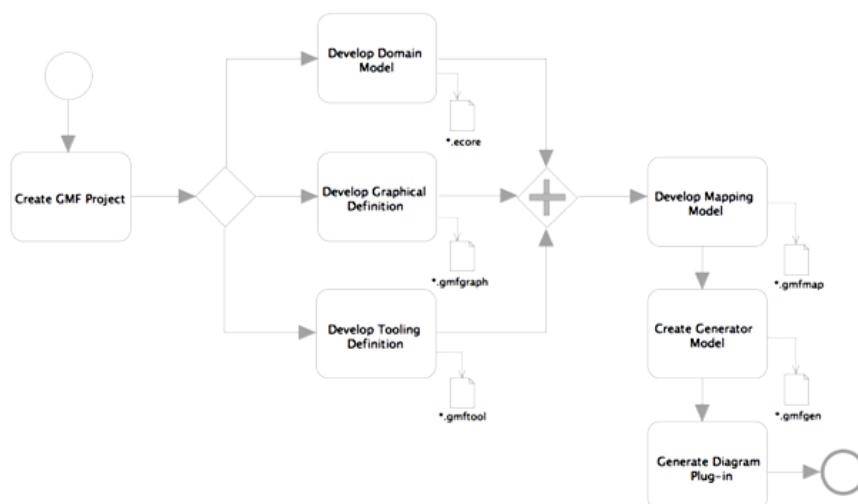 Develop Domain
Model
*.ecore
Create GMF Project
Develop Graphical
Definition
*.gmfgraph
Develop Mapping
Model
*.gmfmap
Develop Tooling
Definition
*.gmftool
Create Generator
Model
*.gmfgen
Generate Diagram
Plug-in